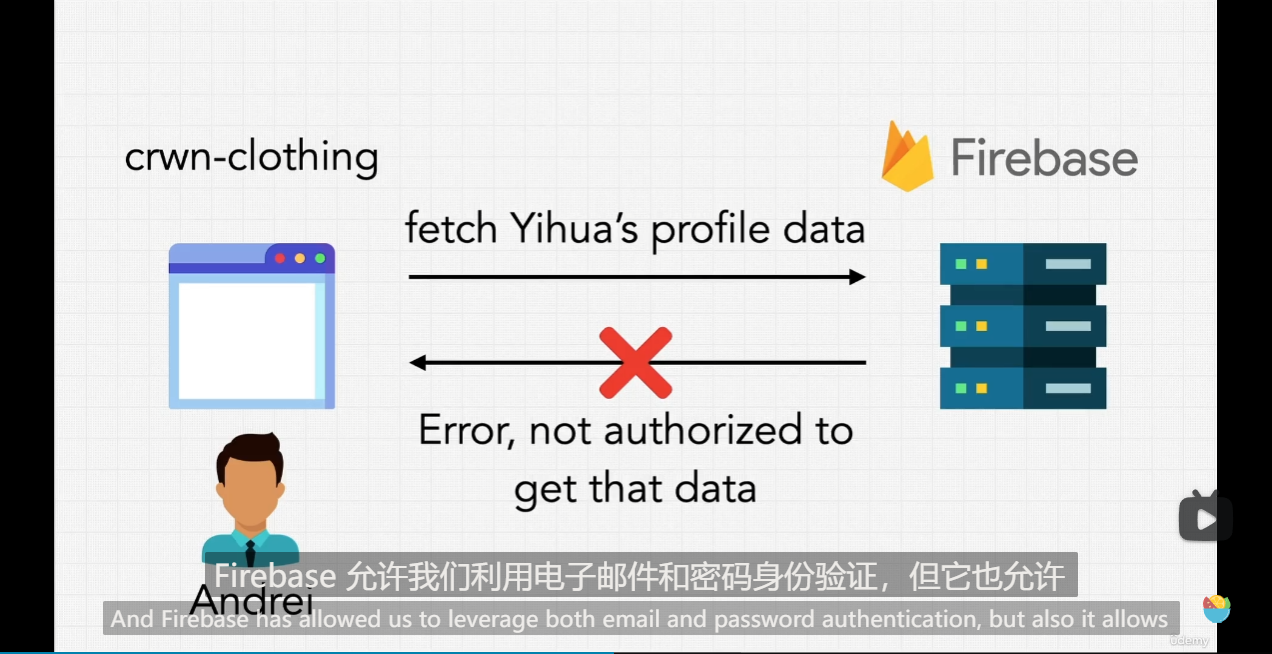 crwn-clothing
Firebase
fetch Yihua's profile data
Error, not authorized to
get that data
Firebase 允许我们利用电子邮件和密码身份验证，但它也允许
Andrei
And Firebase has allowed us to leverage both email and password authentication, but also it allows
ûdemy